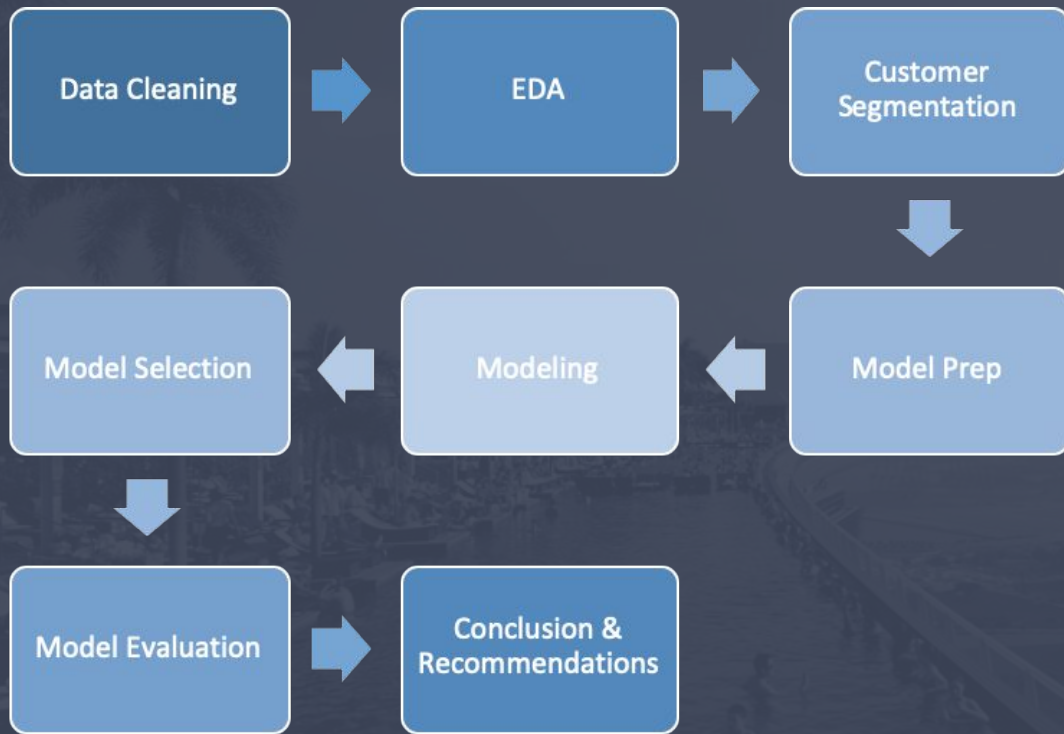 Data Cleaning
EDA
Customer
Segmentation
Model Prep
Modeling
Model Selection
Model Evaluation
Conclusion &
Recommendations